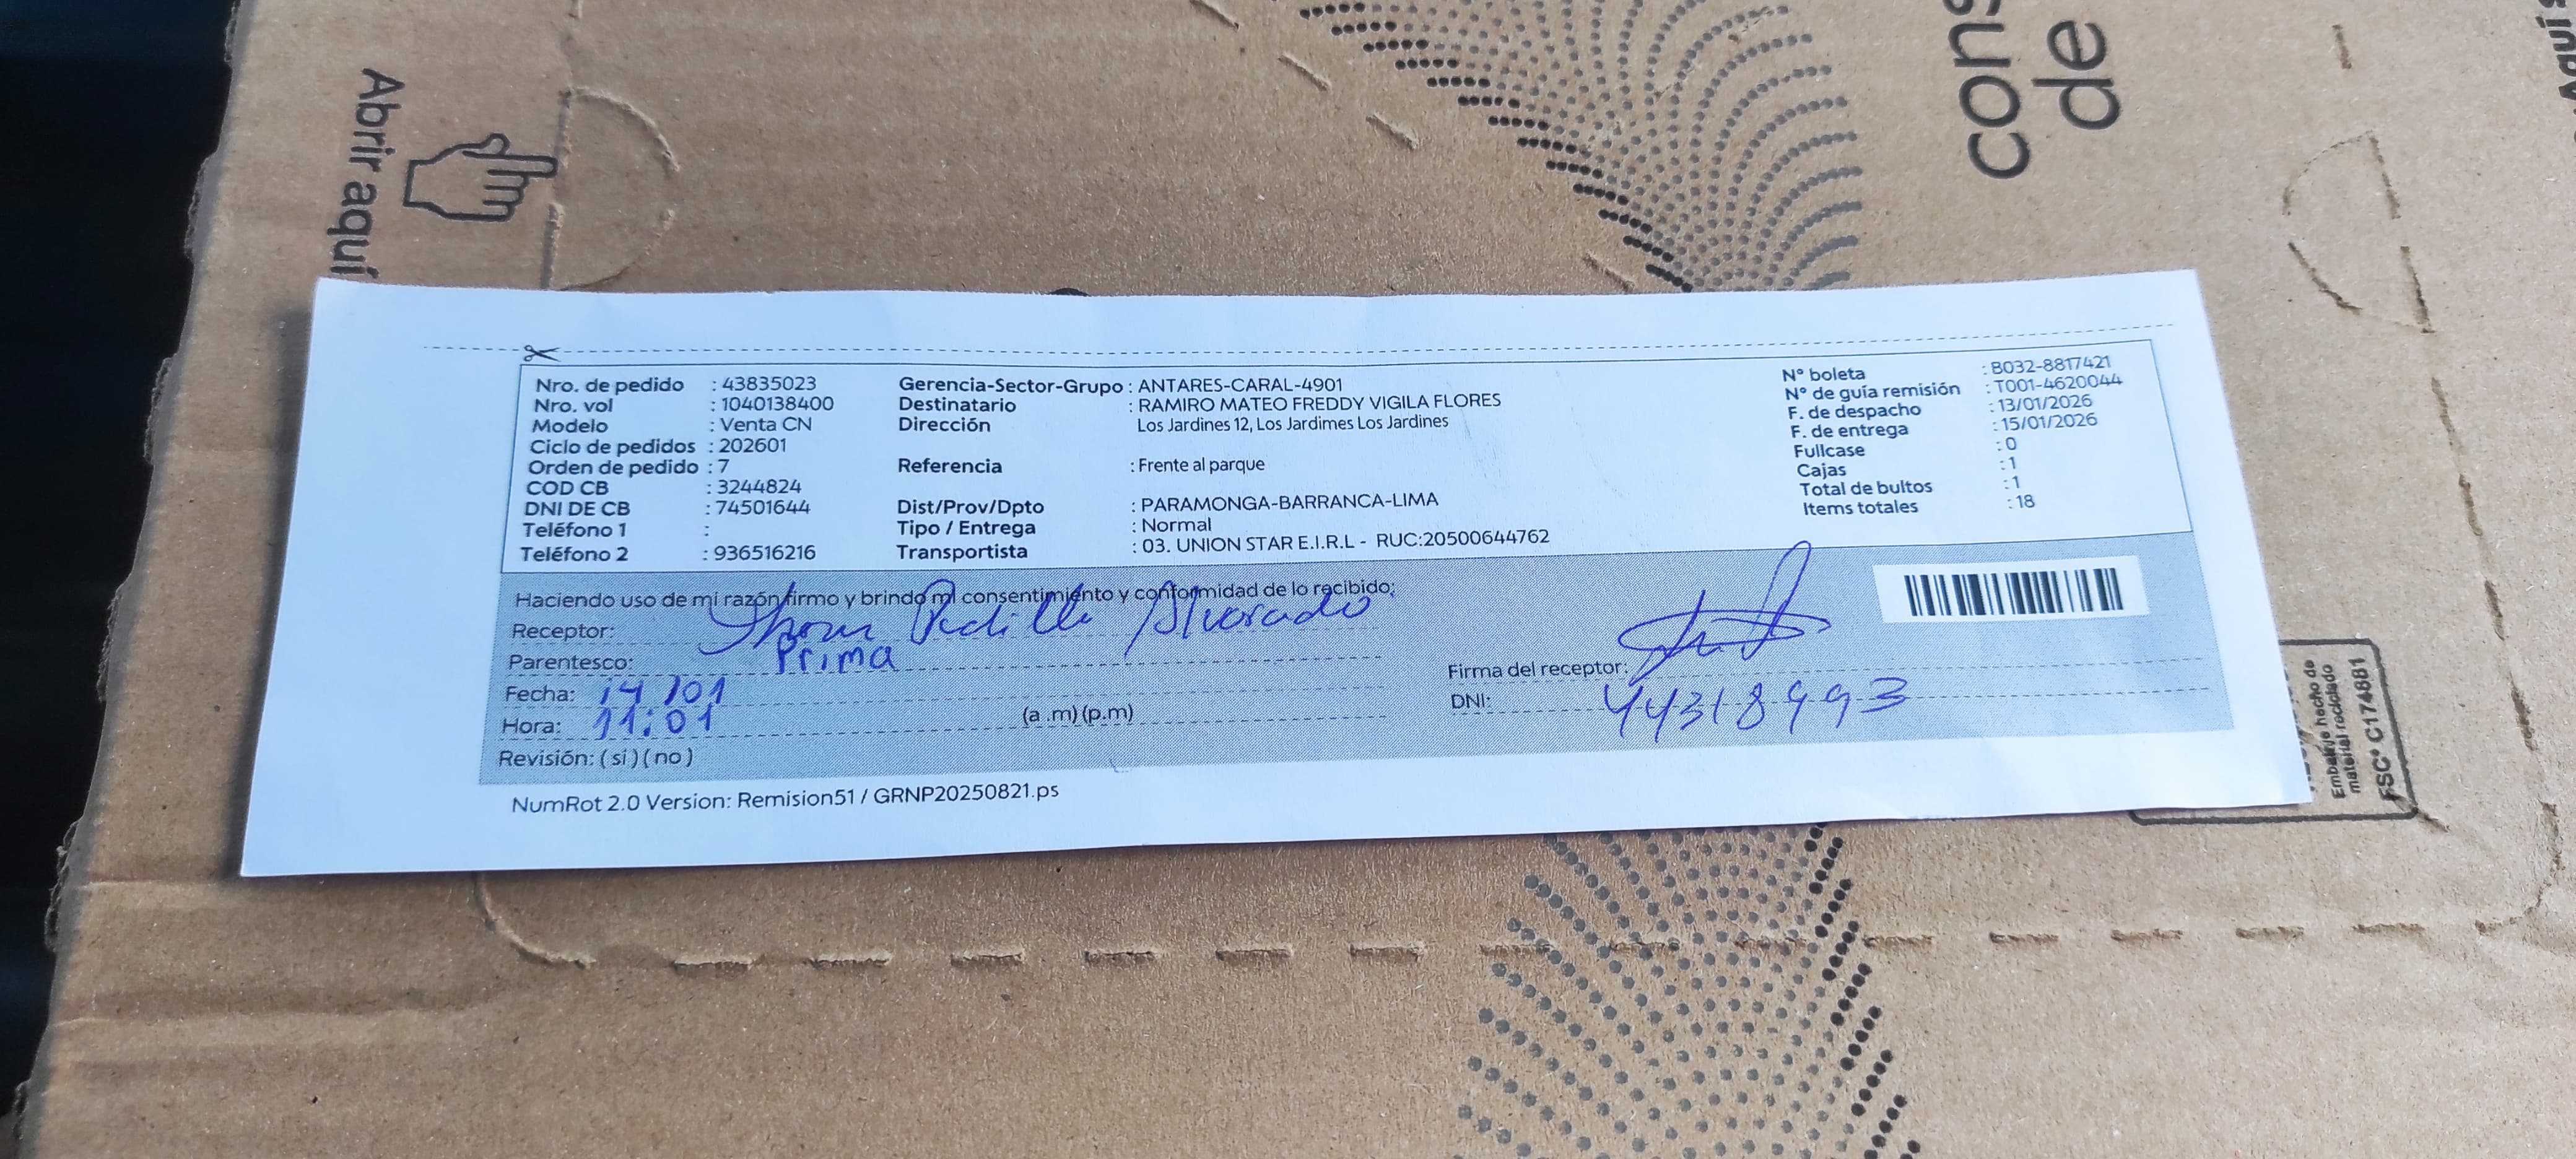 Abrir aquí
cons
de
Aquí
Nro. de pedido : 43835023
Nro. vol : 1040138400
Modelo : Venta CN
Ciclo de pedidos : 202601
Orden de pedido : 7
COD CB : 3244824
DNI DE CB : 74501644
Teléfono 1 :
Teléfono 2 : 936516216
Gerencia-Sector-Grupo : ANTARES-CARAL-4901
Destinatario : RAMIRO MATEO FREDDY VIGILA FLORES
Dirección Los Jardines 12, Los Jardimes Los Jardines
Referencia : Frente al parque
Dist/Prov/Dpto : PARAMONGA-BARRANCA-LIMA
Tipo / Entrega : Normal
Transportista : 03. UNION STAR E.I.R.L - RUC:20500644762
N° boleta : B032-8817421
N° de guía remisión : T001-4620044
F. de despacho : 13/01/2026
F. de entrega : 15/01/2026
Fullcase : 0
Cajas : 1
Total de bultos : 1
Items totales : 18
Haciendo uso de mi razón firmo y brindo mi consentimiento y conformidad de lo recibido:
Receptor: Padilla Alvarado
Parentesco: Prima
Fecha: 14/01
Hora: 11:01 (a .m) (p.m)
Revisión: ( si ) ( no )
Firma del receptor:
DNI: 44318993
NumRot 2.0 Version: Remision51 / GRNP20250821.ps
Embalaje hecho de
material reciclado
FSC® C174881